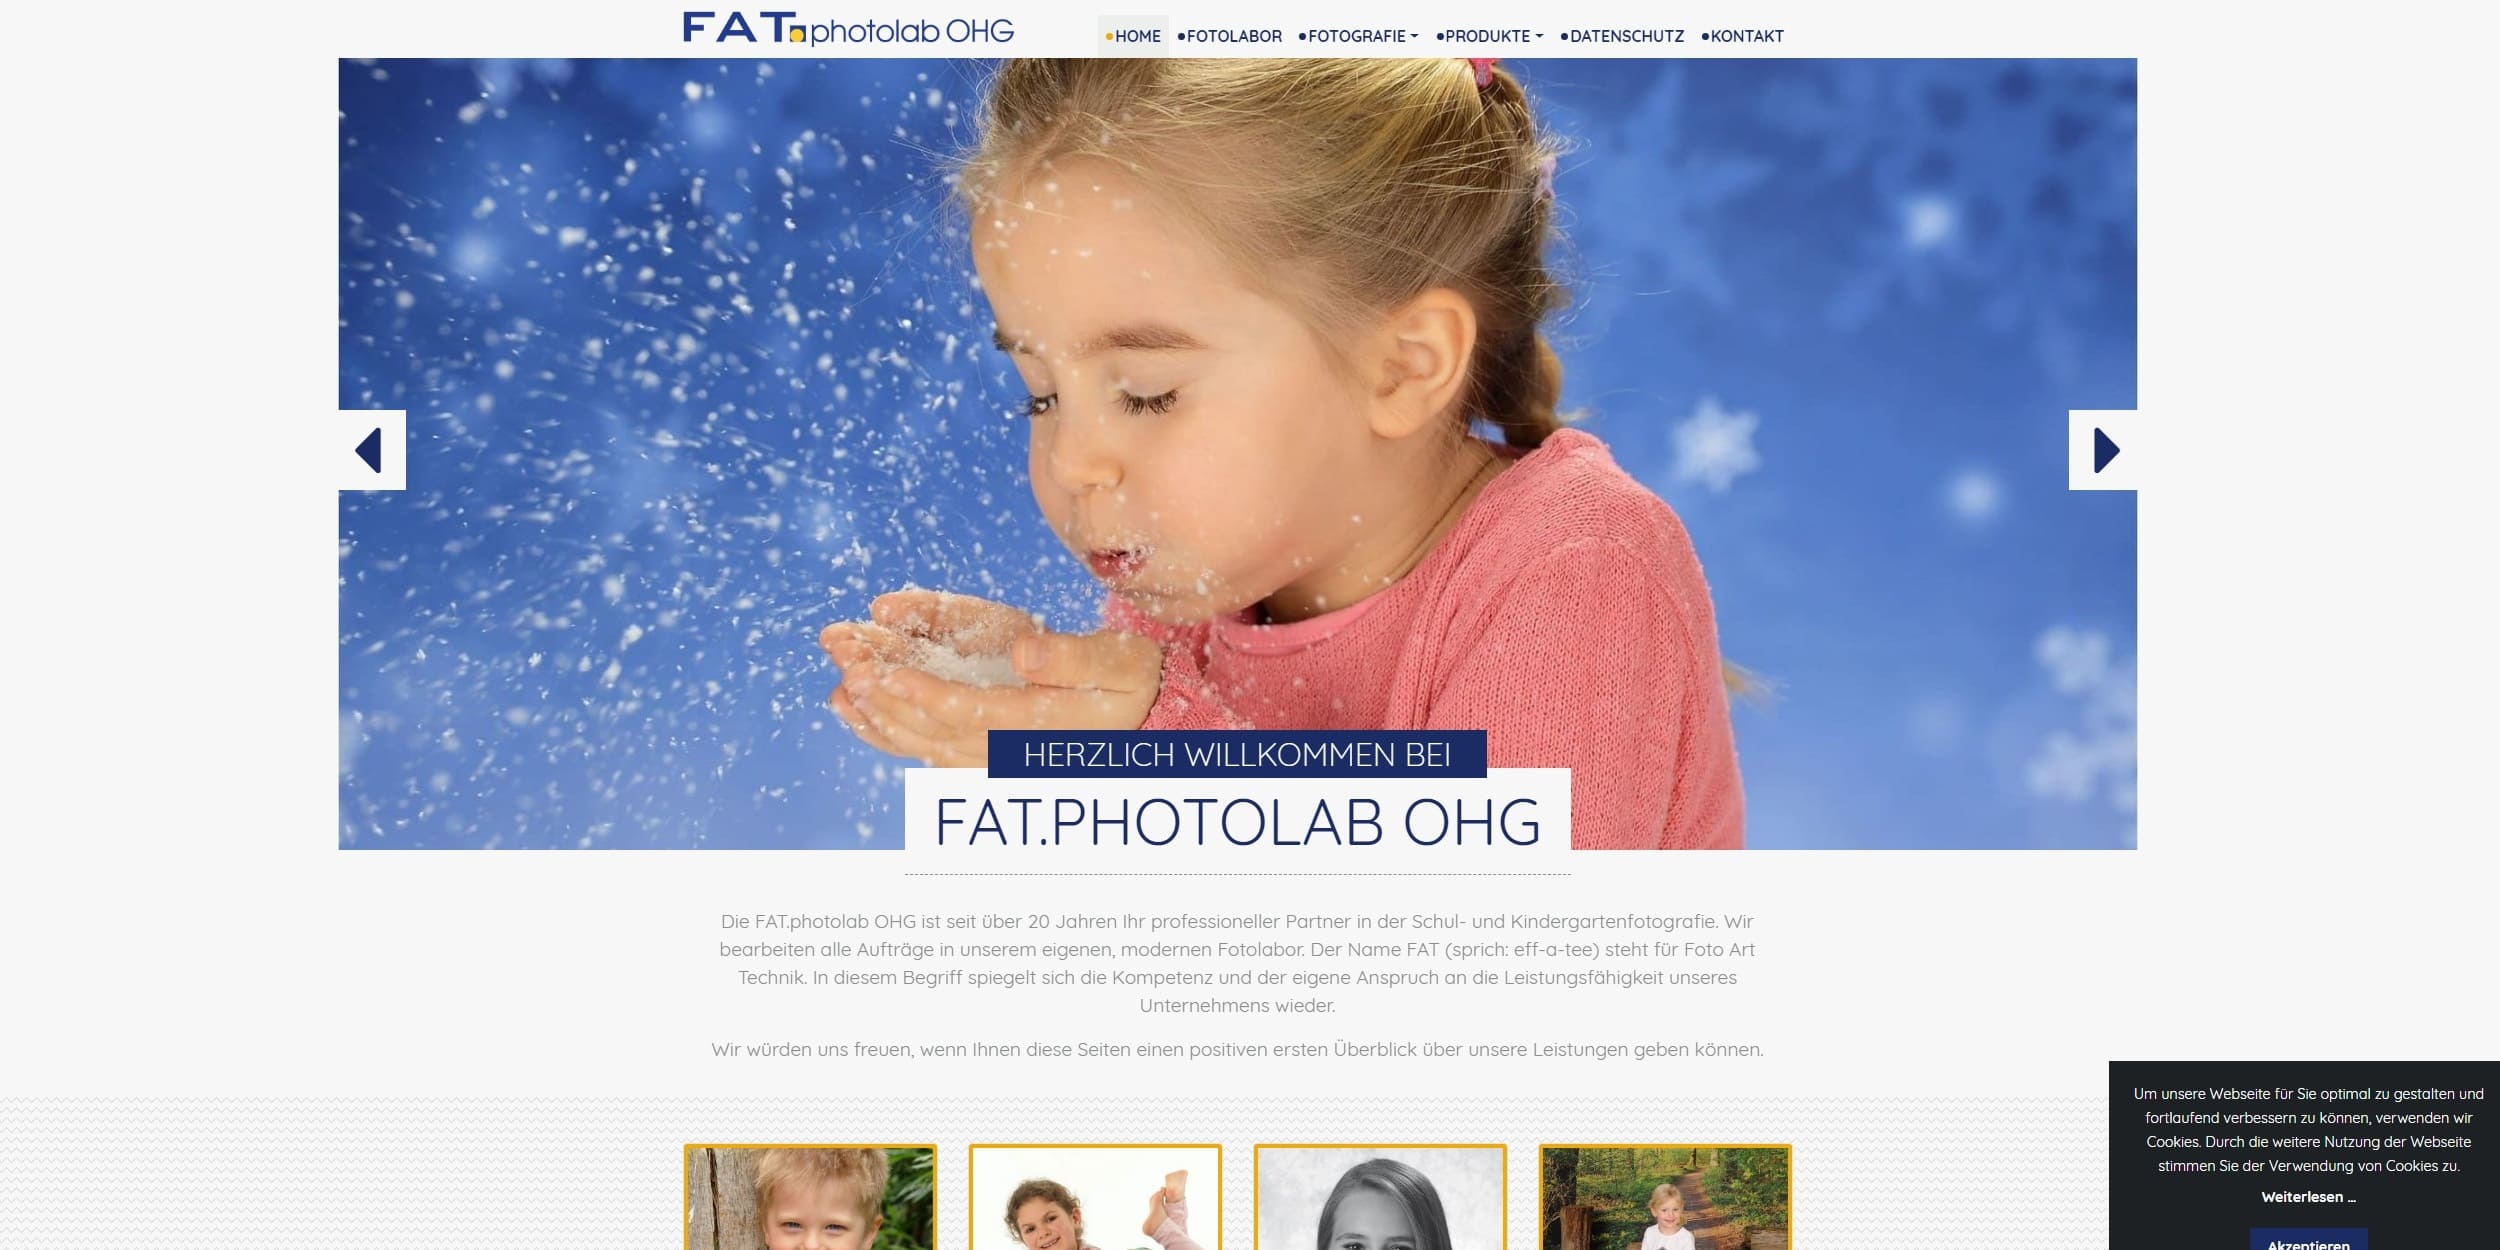 FAT.photolab OHG
HOME
FOTOLABOR
FOTOGRAFIE
PRODUKTE
DATENSCHUTZ
KONTAKT
HERZLICH WILLKOMMEN BEI
FAT.PHOTOLAB OHG
Die FAT.photolab OHG ist seit über 20 Jahren Ihr professioneller Partner in der Schul- und Kindergartenfotografie. Wir
bearbeiten alle Aufträge in unserem eigenen, modernen Fotolabor. Der Name FAT (sprich: eff-a-tee) steht für Foto Art
Technik. In diesem Begriff spiegelt sich die Kompetenz und der eigene Anspruch an die Leistungsfähigkeit unseres
Unternehmens wieder.
Wir würden uns freuen, wenn Ihnen diese Seiten einen positiven ersten Überblick über unsere Leistungen geben können.
Um unsere Webseite für Sie optimal zu gestalten und
fortlaufend verbessern zu können, verwenden wir
Cookies. Durch die weitere Nutzung der Webseite
stimmen Sie der Verwendung von Cookies zu.
Weiterlesen ...
Akzeptieren